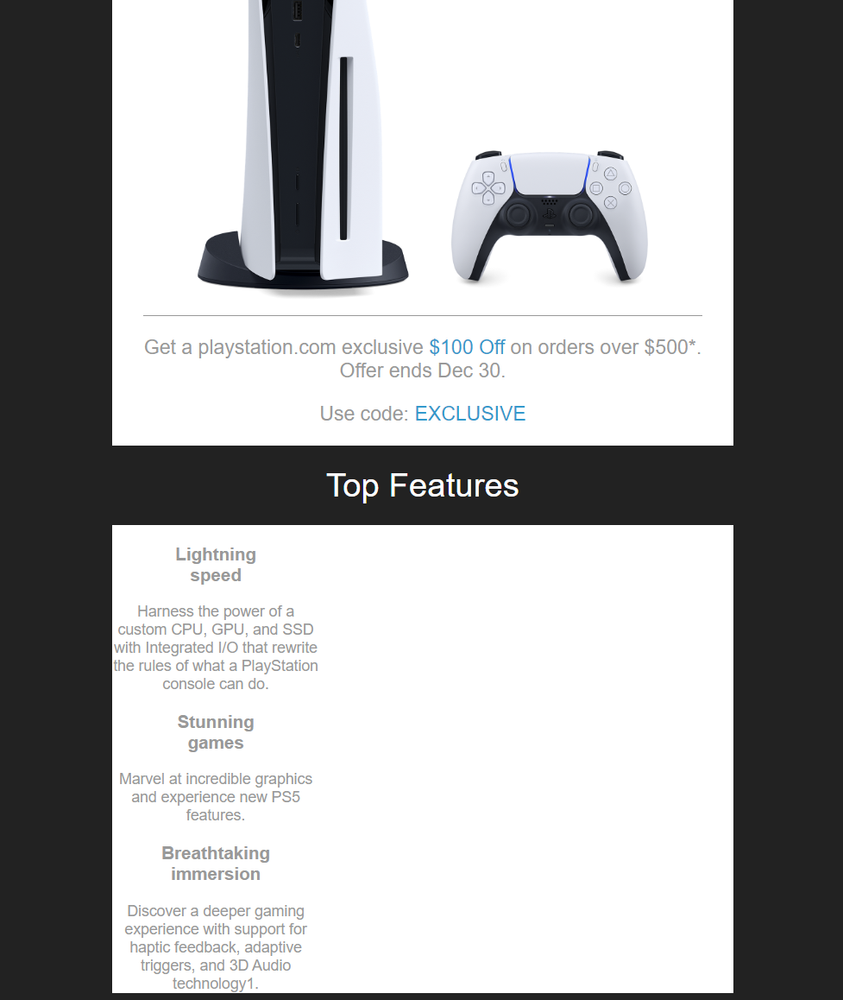 Get a playstation.com exclusive $100 Off on orders over $500*.
Offer ends Dec 30.
Use code: EXCLUSIVE
Top Features
Lightning
speed
Harness the power of a
custom CPU, GPU, and SSD
with Integrated I/O that rewrite
the rules of what a PlayStation
console can do.
Stunning
games
Marvel at incredible graphics
and experience new PS5
features.
Breathtaking
immersion
Discover a deeper gaming
experience with support for
haptic feedback, adaptive
triggers, and 3D Audio
technology1.